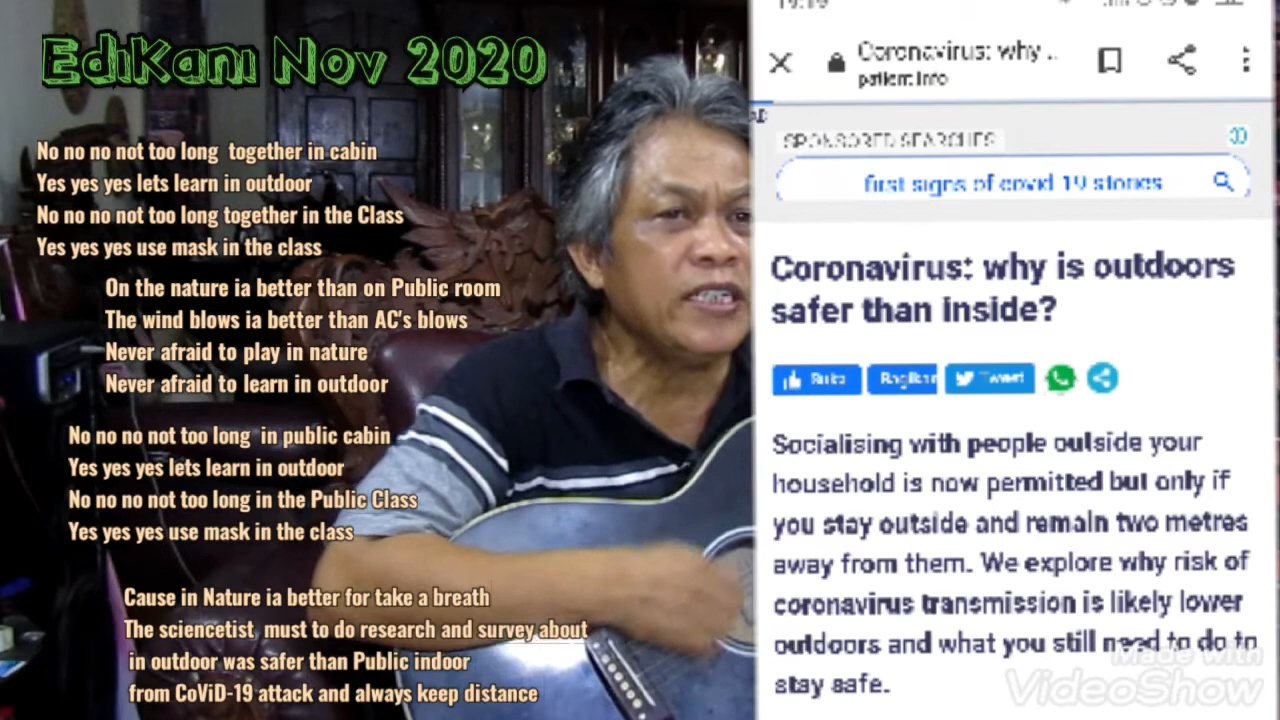 EdiKani Nov 2020
No no no not too long together in cabin
Yes yes yes lets learn in outdoor
No no no not too long together in the Class
Yes yes yes use mask in the class
On the nature ia better than on Public room
The wind blows ia better than AC's blows
Never afraid to play in nature
Never afraid to learn in outdoor
No no no not too long in public cabin
Yes yes yes lets learn in outdoor
No no no not too long in the Public Class
Yes yes yes use mask in the class
Cause in Nature ia better for take a breath
The sciencetist must to do research and survey about
in outdoor was safer than Public indoor
from CoViD-19 attack and always keep distance
Coronavirus: why ..
patient.info
AD
SPONSORED SEARCHES
first signs of covid 19 stories
Coronavirus: why is outdoors
safer than inside?
Suka Bagikan Tweet
Socialising with people outside your
household is now permitted but only if
you stay outside and remain two metres
away from them. We explore why risk of
coronavirus transmission is likely lower
outdoors and what you still need to do to
stay safe.
Made with
VideoShow